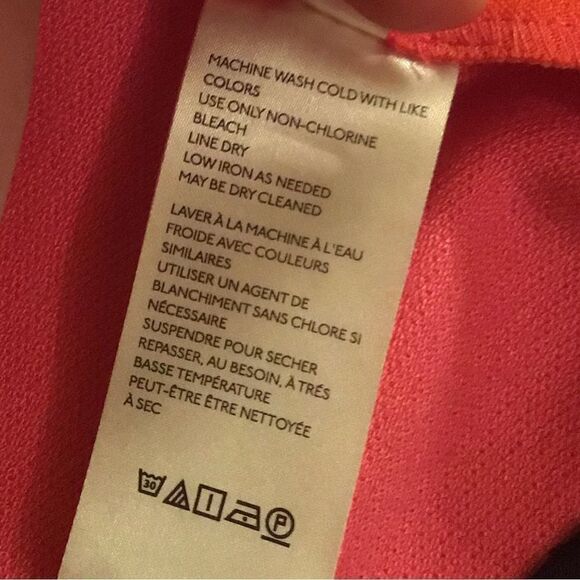 MACHINE WASH COLD WITH LIKE
COLORS
USE ONLY NON-CHLORINE
BLEACH
LINE DRY
LOW IRON AS NEEDED
MAY BE DRY CLEANED
LAVER À LA MACHINE À L'EAU
FROIDE AVEC COULEURS
SIMILAIRES
UTILISER UN AGENT DE
BLANCHIMENT SANS CHLORE SI
NÉCESSAIRE
SUSPENDRE POUR SECHER
REPASSER, AU BESOIN, À TRÉS
BASSE TEMPÉRATURE
PEUT-ÊTRE ÊTRE NETTOYÉE
À SEC
30 P